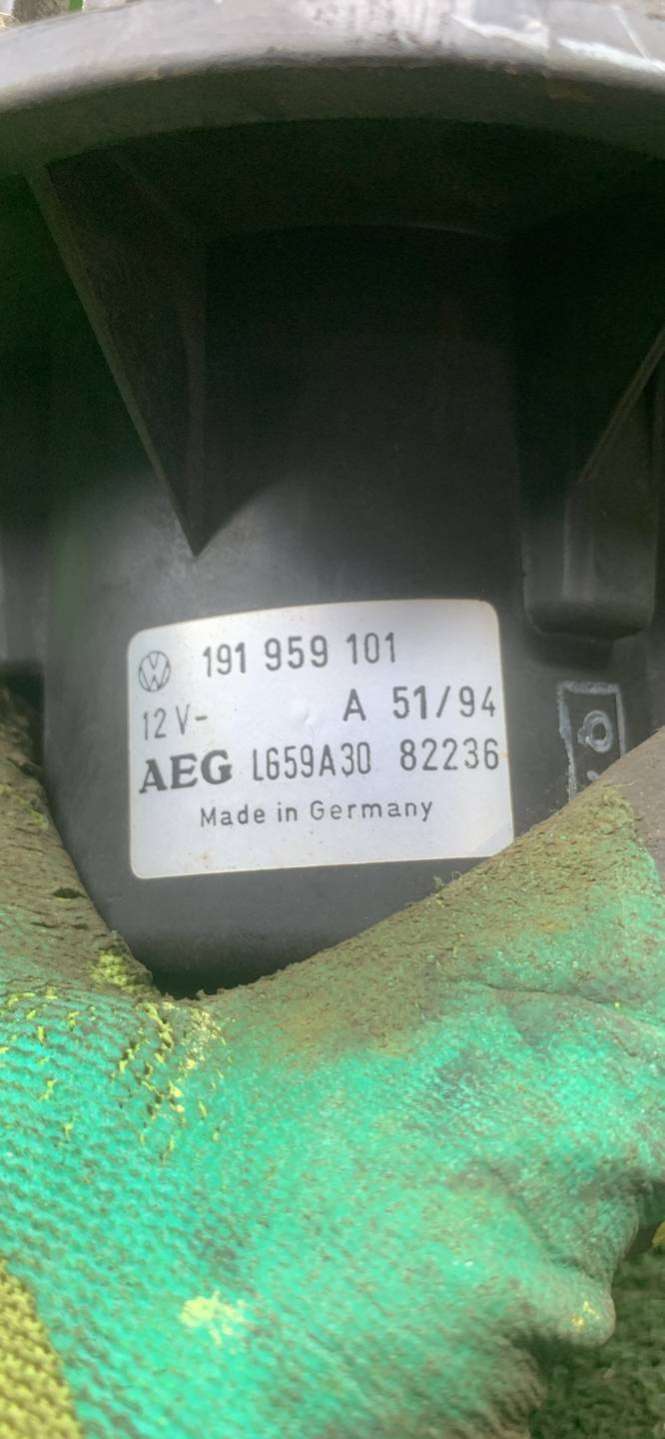 191 959 101
12 V- A 51/94
AEG L659A30 82236
Made in Germany